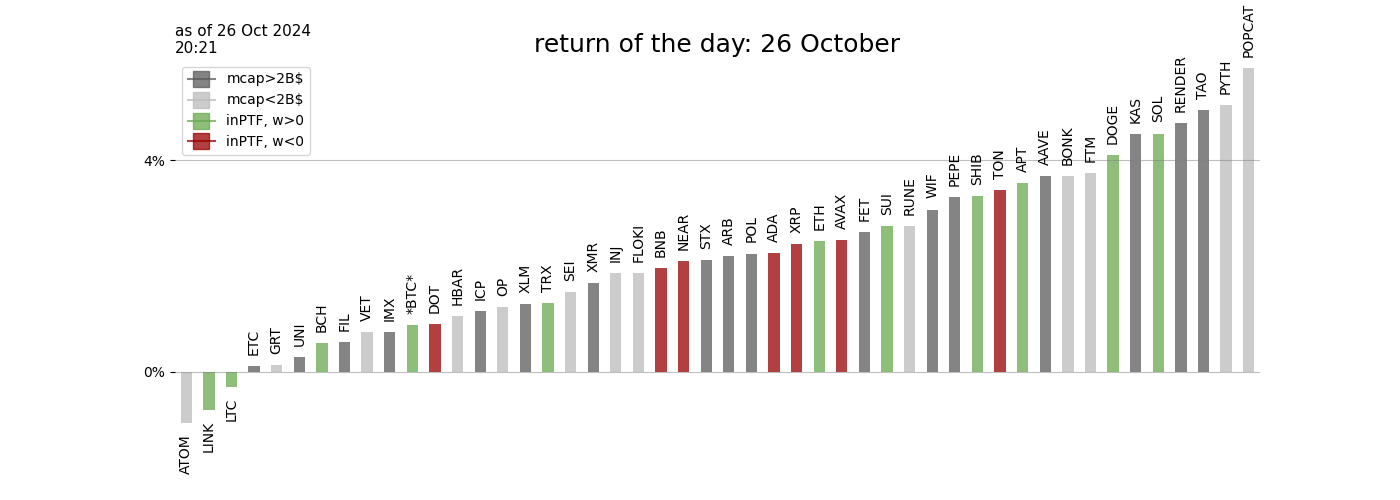 as of 26 Oct 2024
20:21
return of the day: 26 October
mcap>2B$
mcap<2B$
inPTF, w>0
inPTF, w<0
4%
0%
ATOM
LINK
LTC
ETC
GRT
UNI
BCH
FIL
VET
IMX
*BTC*
DOT
HBAR
ICP
OP
XLM
TRX
SEI
XMR
INJ
FLOKI
BNB
NEAR
STX
ARB
POL
ADA
XRP
ETH
AVAX
FET
SUI
RUNE
WIF
PEPE
SHIB
TON
APT
AAVE
BONK
FTM
DOGE
KAS
SOL
RENDER
TAO
PYTH
POPCAT